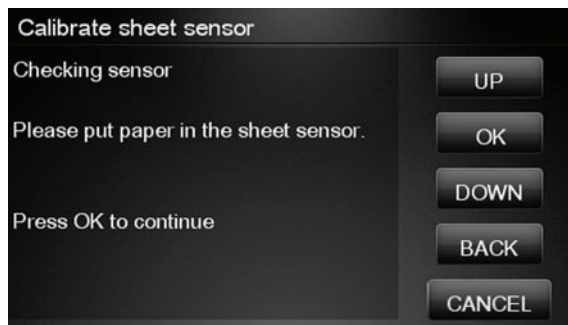 Calibrate sheet sensor
Checking sensor
Please put paper in the sheet sensor.
Press OK to continue
UP
OK
DOWN
BACK
CANCEL